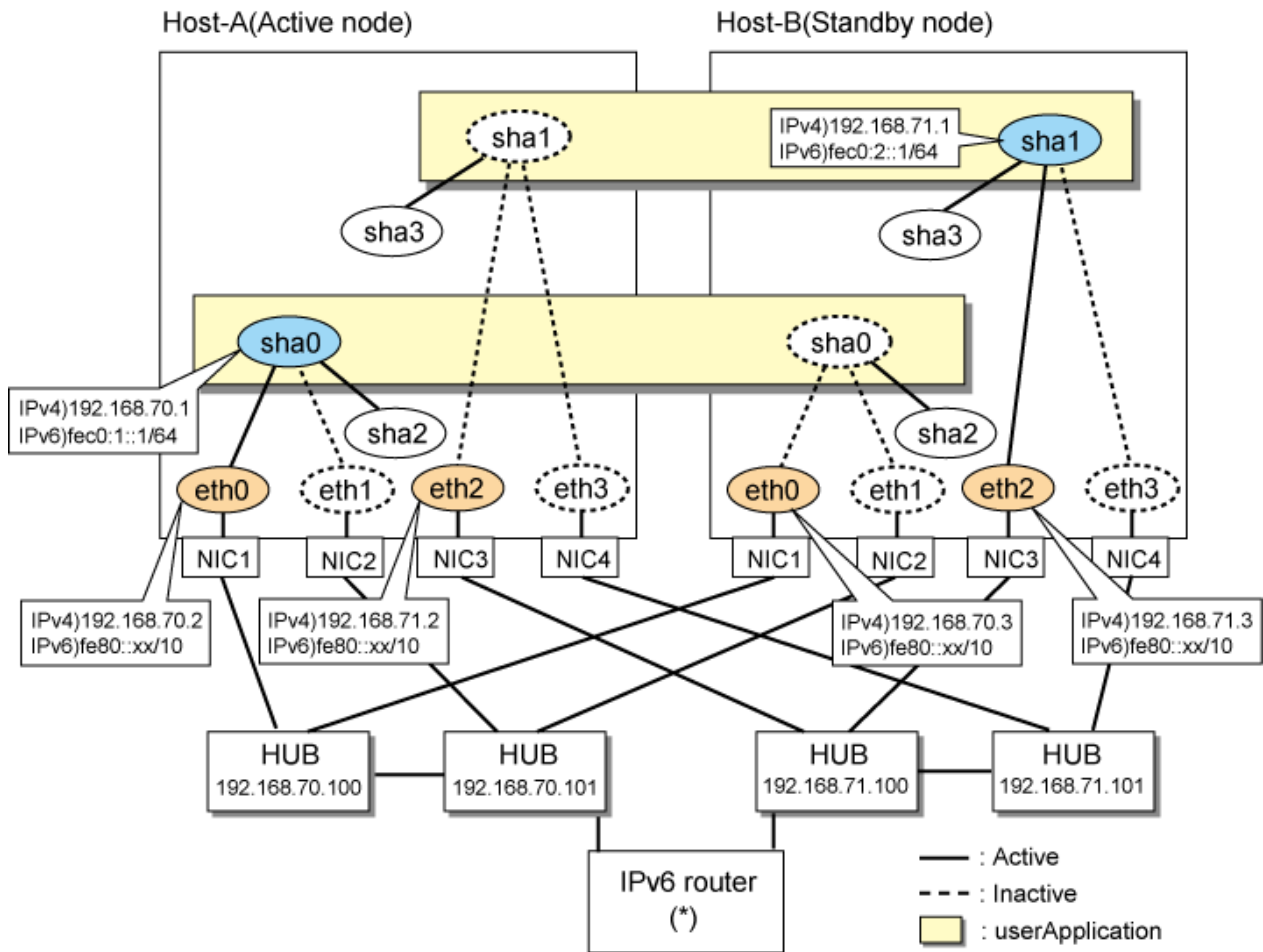 Host-A(Active node)
Host-B(Standby node)
sha1
IPv4)192.168.71.1
IPv6)fec0:2::1/64
sha1
sha3
sha3
sha0
sha0
IPv4)192.168.70.1
IPv6)fec0:1::1/64
sha2
sha2
eth0
eth1
eth2
eth3
eth0
eth1
eth2
eth3
NIC1
NIC2
NIC3
NIC4
NIC1
NIC2
NIC3
NIC4
IPv4)192.168.70.2
IPv6)fe80::xx/10
IPv4)192.168.71.2
IPv6)fe80::xx/10
IPv4)192.168.70.3
IPv6)fe80::xx/10
IPv4)192.168.71.3
IPv6)fe80::xx/10
HUB
192.168.70.100
HUB
192.168.70.101
HUB
192.168.71.100
HUB
192.168.71.101
IPv6 router
(*)
: Active
: Inactive
: userApplication